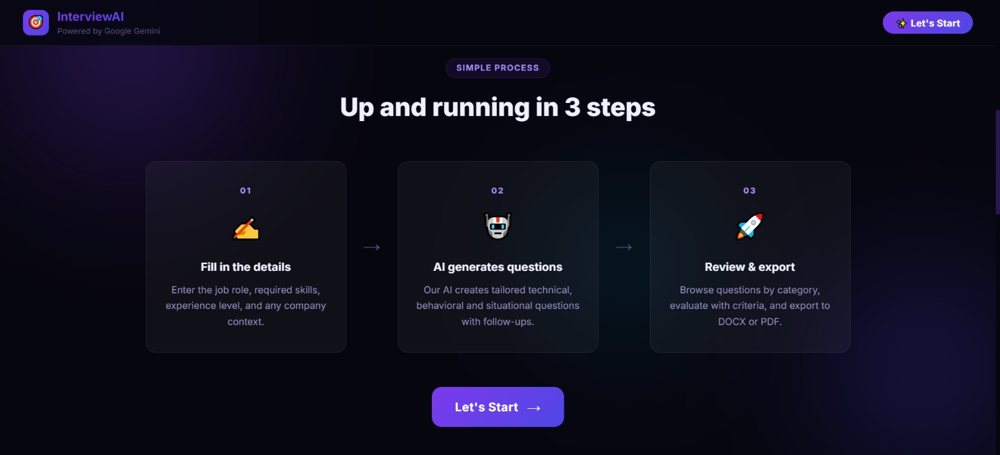 InterviewAI
Powered by Google Gemini
Let's Start
SIMPLE PROCESS
Up and running in 3 steps
01
Fill in the details
Enter the job role, required skills,
experience level, and any company
context.
→
02
AI generates questions
Our AI creates tailored technical,
behavioral and situational questions
with follow-ups.
→
03
Review & export
Browse questions by category,
evaluate with criteria, and export to
DOCX or PDF.
Let's Start →